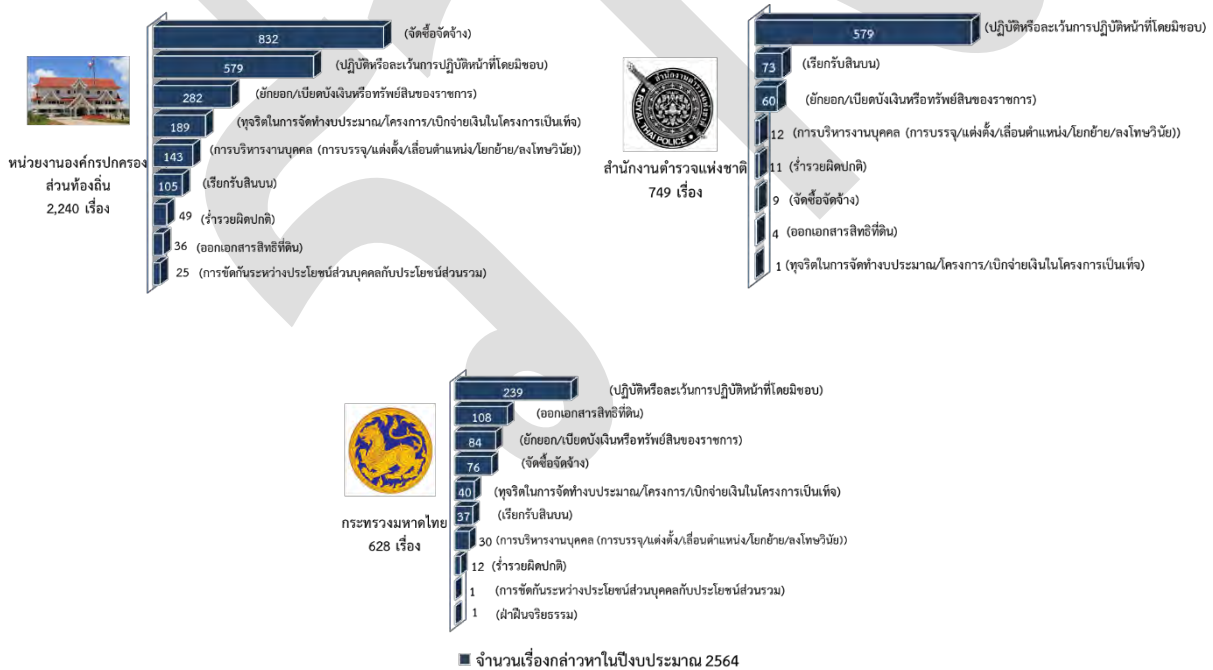 832 (จัดซื้อจัดจ้าง)
579 (ปฏิบัติหรือละเว้นการปฏิบัติหน้าที่โดยมิชอบ)
282 (ยักยอก/เบียดบังเงินหรือทรัพย์สินของราชการ)
189 (ทุจริตในการจัดทำงบประมาณ/โครงการ/เบิกจ่ายเงินในโครงการเป็นเท็จ)
143 (การบริหารงานบุคคล (การบรรจุ/แต่งตั้ง/เลื่อนตำแหน่ง/โยกย้าย/ลงโทษวินัย))
105 (เรียกรับสินบน)
49 (ร่ำรวยผิดปกติ)
36 (ออกเอกสารสิทธิที่ดิน)
25 (การขัดกันระหว่างประโยชน์ส่วนบุคคลกับประโยชน์ส่วนรวม)
หน่วยงานองค์กรปกครอง
ส่วนท้องถิ่น
2,240 เรื่อง
579 (ปฏิบัติหรือละเว้นการปฏิบัติหน้าที่โดยมิชอบ)
73 (เรียกรับสินบน)
60 (ยักยอก/เบียดบังเงินหรือทรัพย์สินของราชการ)
12 (การบริหารงานบุคคล (การบรรจุ/แต่งตั้ง/เลื่อนตำแหน่ง/โยกย้าย/ลงโทษวินัย))
11 (ร่ำรวยผิดปกติ)
9 (จัดซื้อจัดจ้าง)
4 (ออกเอกสารสิทธิที่ดิน)
1 (ทุจริตในการจัดทำงบประมาณ/โครงการ/เบิกจ่ายเงินในโครงการเป็นเท็จ)
สำนักงานตำรวจแห่งชาติ
ROYAL THAI POLICE
สำนักงานตำรวจแห่งชาติ
749 เรื่อง
239 (ปฏิบัติหรือละเว้นการปฏิบัติหน้าที่โดยมิชอบ)
108 (ออกเอกสารสิทธิที่ดิน)
84 (ยักยอก/เบียดบังเงินหรือทรัพย์สินของราชการ)
76 (จัดซื้อจัดจ้าง)
40 (ทุจริตในการจัดทำงบประมาณ/โครงการ/เบิกจ่ายเงินในโครงการเป็นเท็จ)
37 (เรียกรับสินบน)
30 (การบริหารงานบุคคล (การบรรจุ/แต่งตั้ง/เลื่อนตำแหน่ง/โยกย้าย/ลงโทษวินัย))
12 (ร่ำรวยผิดปกติ)
1 (การขัดกันระหว่างประโยชน์ส่วนบุคคลกับประโยชน์ส่วนรวม)
1 (ฝ่าฝืนจริยธรรม)
กระทรวงมหาดไทย
628 เรื่อง
จำนวนเรื่องกล่าวหาในปีงบประมาณ 2564